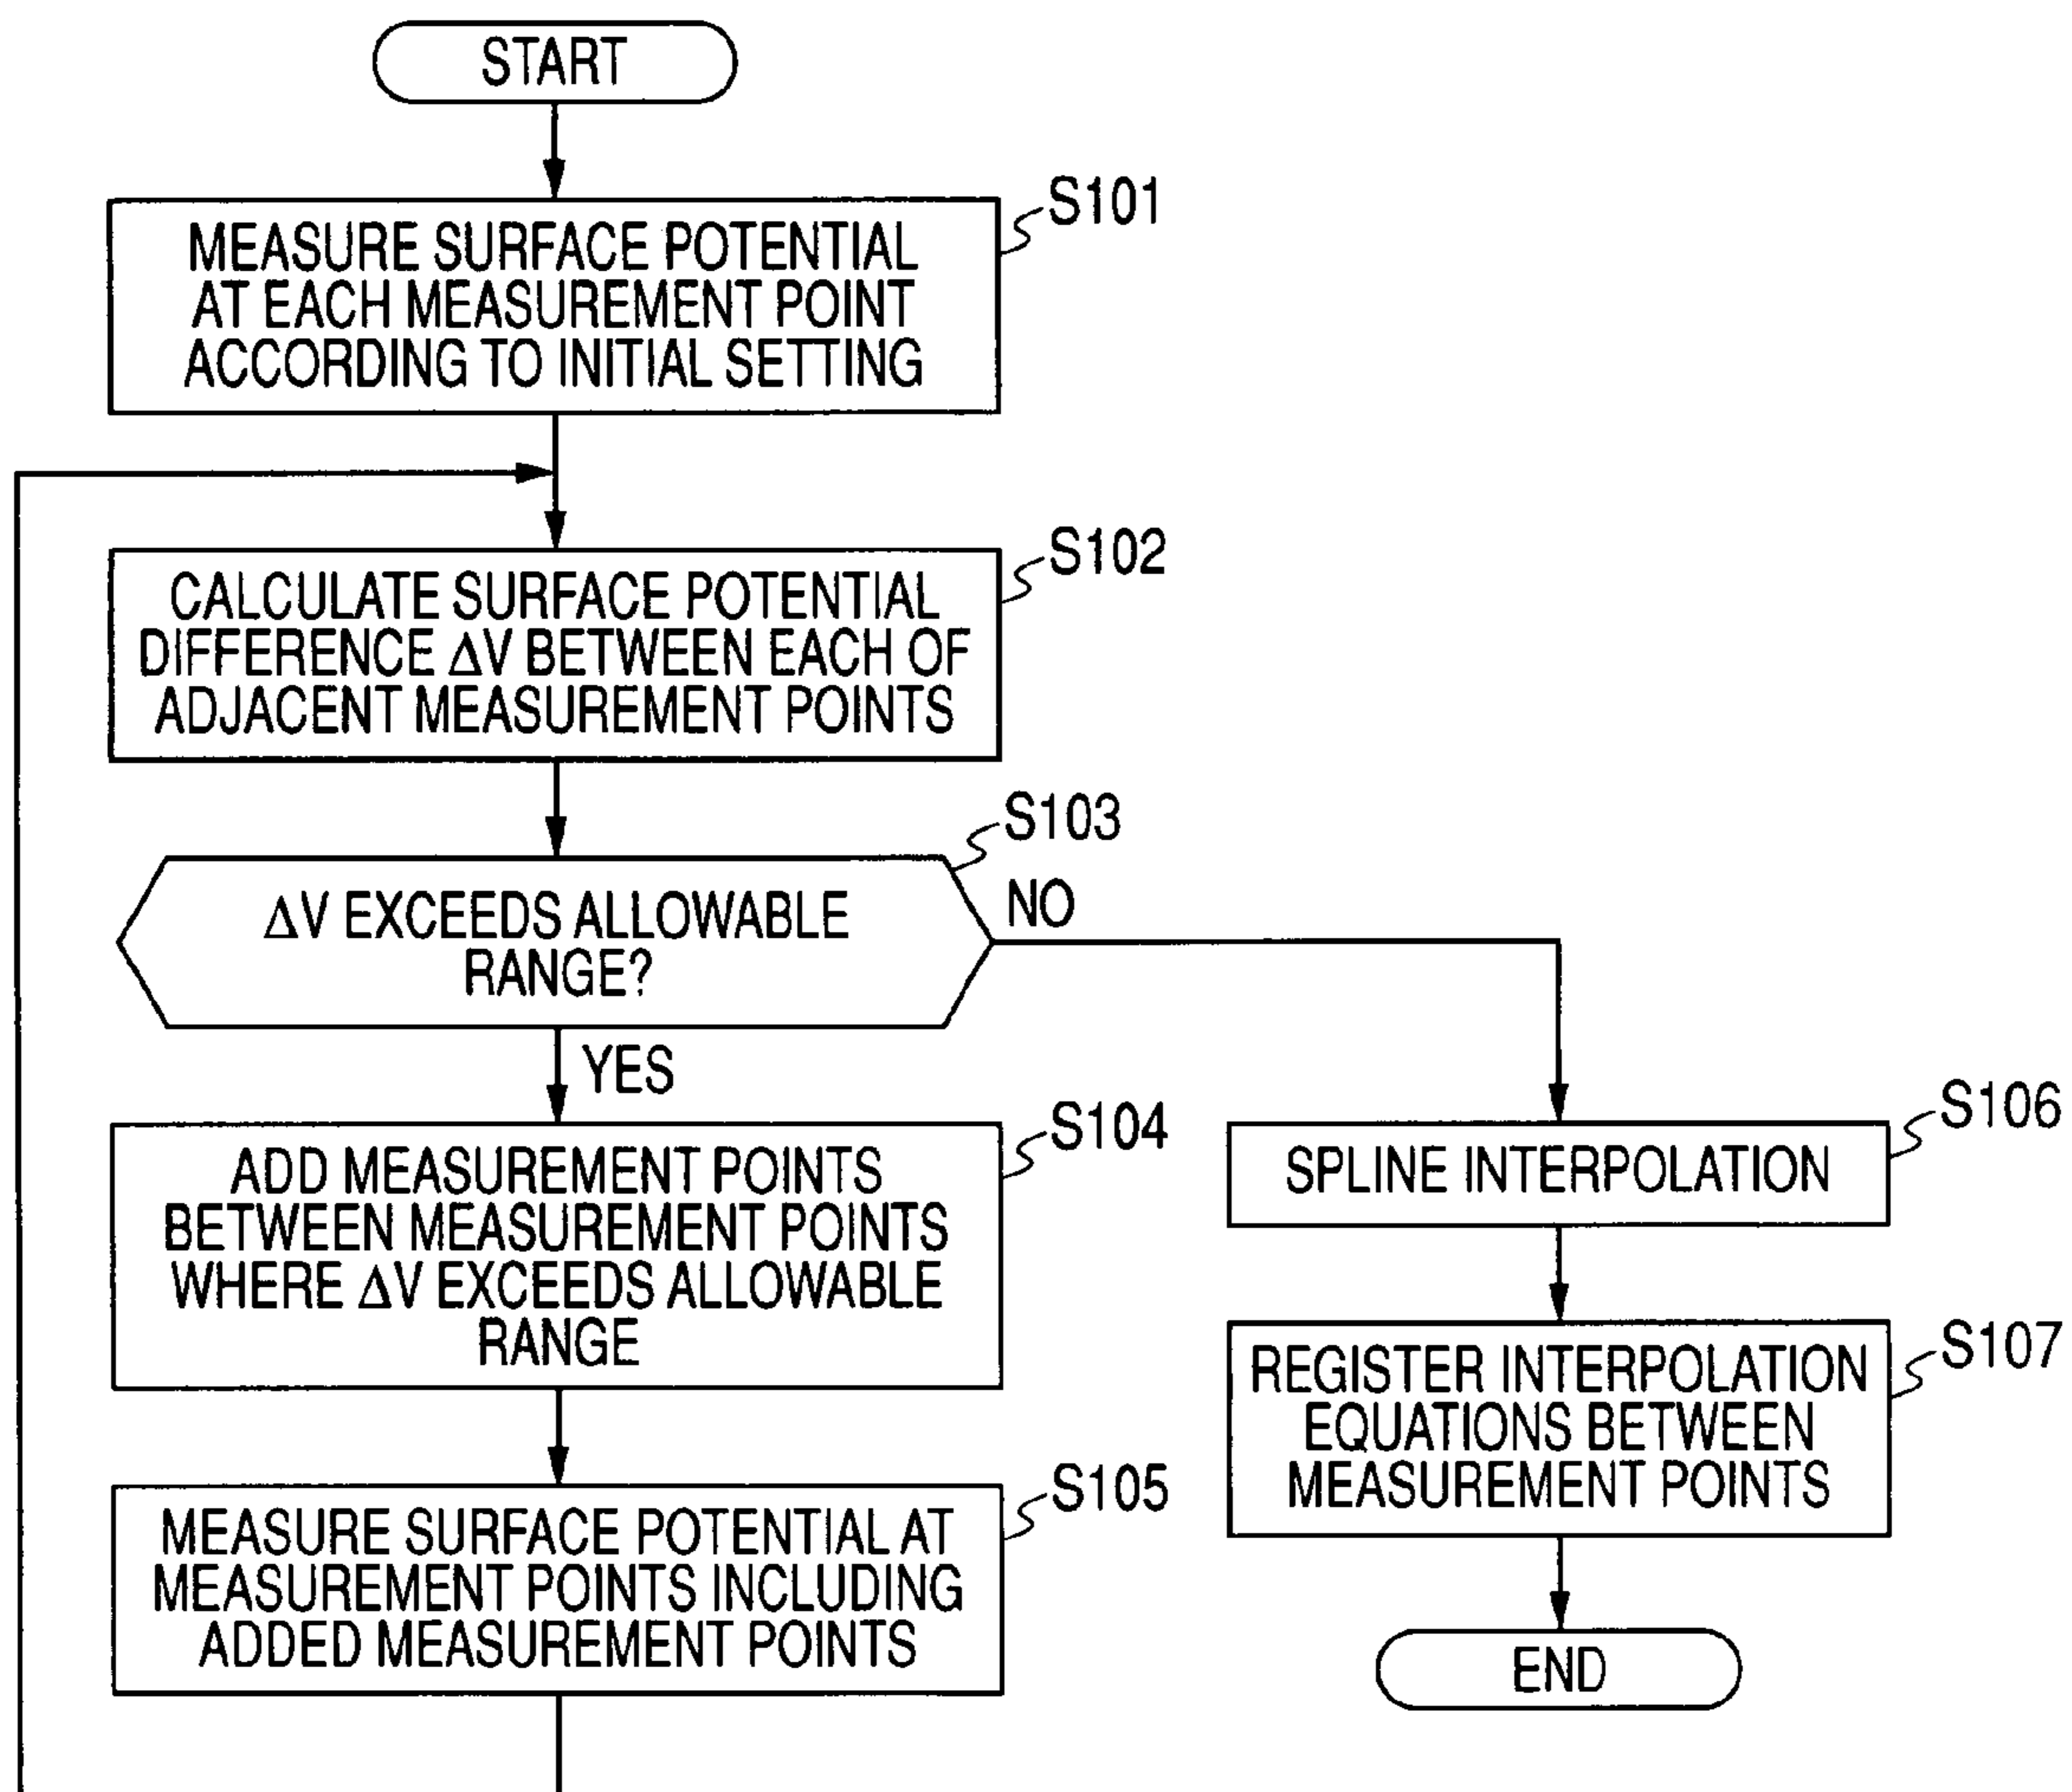 START
S101
MEASURE SURFACE POTENTIAL
AT EACH MEASUREMENT POINT
ACCORDING TO INITIAL SETTING
S102
CALCULATE SURFACE POTENTIAL
DIFFERENCE ΔV BETWEEN EACH OF
ADJACENT MEASUREMENT POINTS
S103
ΔV EXCEEDS ALLOWABLE
RANGE?
NO
YES
S104
ADD MEASUREMENT POINTS
BETWEEN MEASUREMENT POINTS
WHERE ΔV EXCEEDS ALLOWABLE
RANGE
S105
MEASURE SURFACE POTENTIAL AT
MEASUREMENT POINTS INCLUDING
ADDED MEASUREMENT POINTS
S106
SPLINE INTERPOLATION
S107
REGISTER INTERPOLATION
EQUATIONS BETWEEN
MEASUREMENT POINTS
END